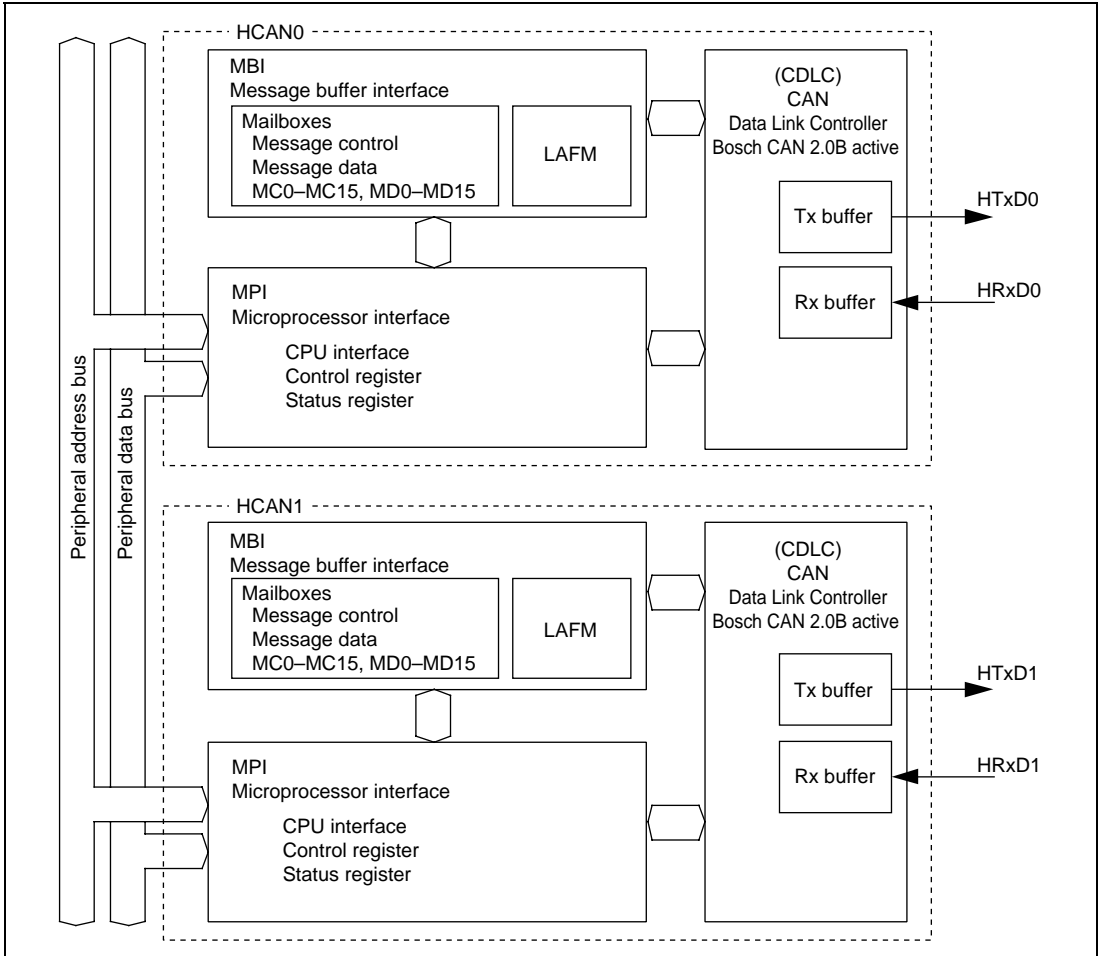 Peripheral address bus
Peripheral data bus
HCAN0
MBI
Message buffer interface
Mailboxes
Message control
Message data
MC0–MC15, MD0–MD15
LAFM
(CDLC)
CAN
Data Link Controller
Bosch CAN 2.0B active
Tx buffer
HTxD0
Rx buffer
HRxD0
MPI
Microprocessor interface
CPU interface
Control register
Status register
HCAN1
MBI
Message buffer interface
Mailboxes
Message control
Message data
MC0–MC15, MD0–MD15
LAFM
(CDLC)
CAN
Data Link Controller
Bosch CAN 2.0B active
Tx buffer
HTxD1
Rx buffer
HRxD1
MPI
Microprocessor interface
CPU interface
Control register
Status register